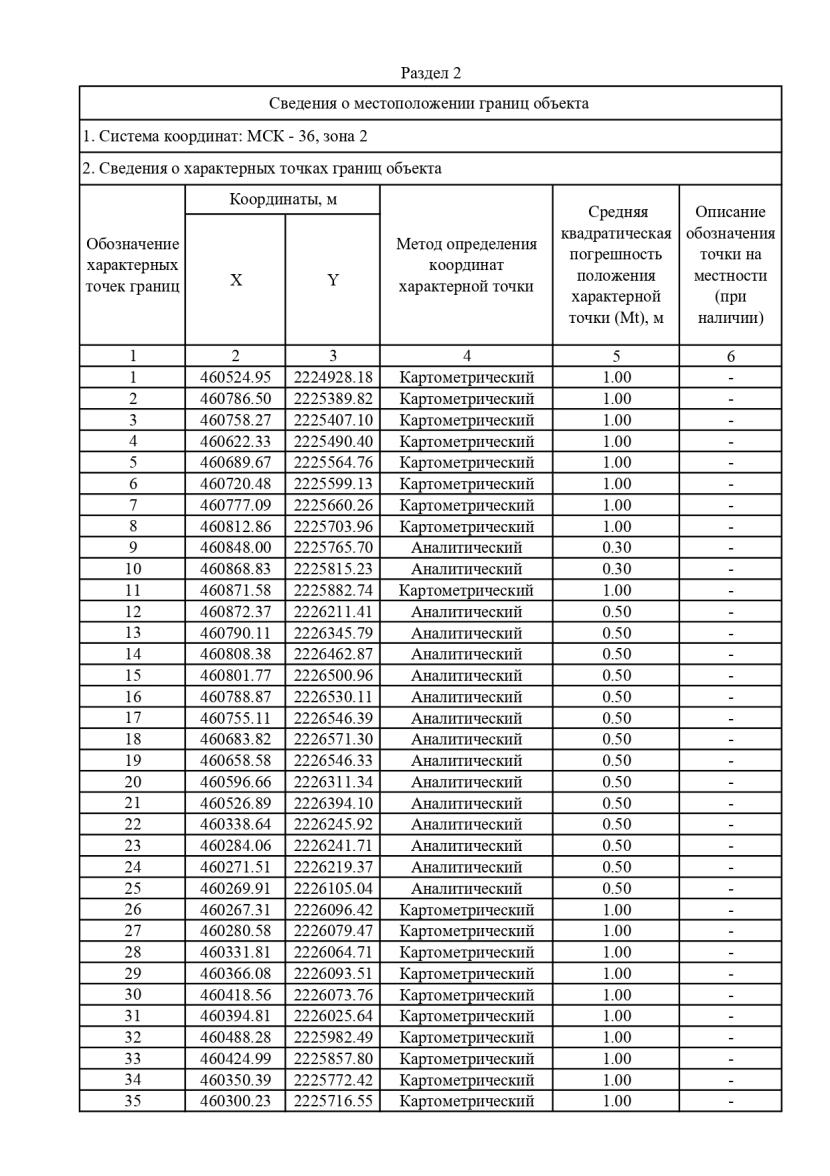 Раздел 2
Сведения о местоположении границ объекта
1. Система координат: МСК - 36, зона 2
2. Сведения о характерных точках границ объекта
Обозначение характерных точек границ
Координаты, м
X
Y
Метод определения координат характерной точки
Средняя квадратическая погрешность положения характерной точки (Mt), м
Описание обозначения точки на местности (при наличии)
1 2 3 4 5 6
1 460524.95 2224928.18 Картометрический 1.00 -
2 460786.50 2225389.82 Картометрический 1.00 -
3 460758.27 2225407.10 Картометрический 1.00 -
4 460622.33 2225490.40 Картометрический 1.00 -
5 460689.67 2225564.76 Картометрический 1.00 -
6 460720.48 2225599.13 Картометрический 1.00 -
7 460777.09 2225660.26 Картометрический 1.00 -
8 460812.86 2225703.96 Картометрический 1.00 -
9 460848.00 2225765.70 Аналитический 0.30 -
10 460868.83 2225815.23 Аналитический 0.30 -
11 460871.58 2225882.74 Картометрический 1.00 -
12 460872.37 2226211.41 Аналитический 0.50 -
13 460790.11 2226345.79 Аналитический 0.50 -
14 460808.38 2226462.87 Аналитический 0.50 -
15 460801.77 2226500.96 Аналитический 0.50 -
16 460788.87 2226530.11 Аналитический 0.50 -
17 460755.11 2226546.39 Аналитический 0.50 -
18 460683.82 2226571.30 Аналитический 0.50 -
19 460658.58 2226546.33 Аналитический 0.50 -
20 460596.66 2226311.34 Аналитический 0.50 -
21 460526.89 2226394.10 Аналитический 0.50 -
22 460338.64 2226245.92 Аналитический 0.50 -
23 460284.06 2226241.71 Аналитический 0.50 -
24 460271.51 2226219.37 Аналитический 0.50 -
25 460269.91 2226105.04 Аналитический 0.50 -
26 460267.31 2226096.42 Картометрический 1.00 -
27 460280.58 2226079.47 Картометрический 1.00 -
28 460331.81 2226064.71 Картометрический 1.00 -
29 460366.08 2226093.51 Картометрический 1.00 -
30 460418.56 2226073.76 Картометрический 1.00 -
31 460394.81 2226025.64 Картометрический 1.00 -
32 460488.28 2225982.49 Картометрический 1.00 -
33 460424.99 2225857.80 Картометрический 1.00 -
34 460350.39 2225772.42 Картометрический 1.00 -
35 460300.23 2225716.55 Картометрический 1.00 -